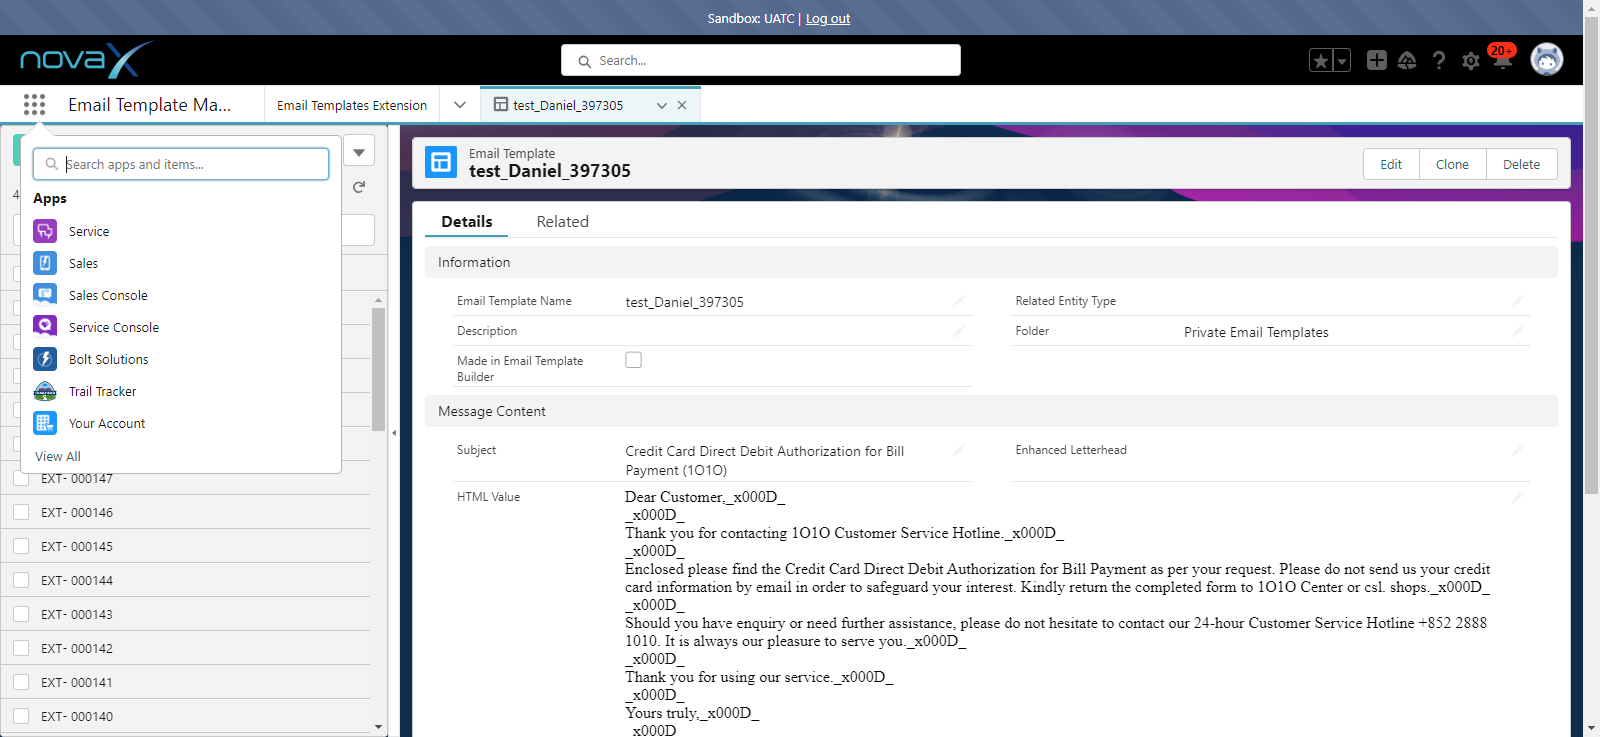 Sandbox: UATC | Log out
novaX
Search...
20+
Email Template Ma...
Email Templates Extension
test_Daniel_397305
Search apps and items...
Apps
Service
Sales
Sales Console
Service Console
Bolt Solutions
Trail Tracker
Your Account
View All
4
EXT- 000147
EXT- 000146
EXT- 000145
EXT- 000144
EXT- 000143
EXT- 000142
EXT- 000141
EXT- 000140
Email Template
test_Daniel_397305
Edit
Clone
Delete
Details
Related
Information
Email Template Name
test_Daniel_397305
Related Entity Type
Description
Folder
Private Email Templates
Made in Email Template
Builder
Message Content
Subject
Credit Card Direct Debit Authorization for Bill
Payment (1O1O)
Enhanced Letterhead
HTML Value
Dear Customer,_x000D_
_x000D_
Thank you for contacting 1O1O Customer Service Hotline._x000D_
_x000D_
Enclosed please find the Credit Card Direct Debit Authorization for Bill Payment as per your request. Please do not send us your credit
card information by email in order to safeguard your interest. Kindly return the completed form to 1O1O Center or csl. shops._x000D_
_x000D_
Should you have enquiry or need further assistance, please do not hesitate to contact our 24-hour Customer Service Hotline +852 2888
1010. It is always our pleasure to serve you._x000D_
_x000D_
Thank you for using our service._x000D_
_x000D_
Yours truly,_x000D_
_x000D_